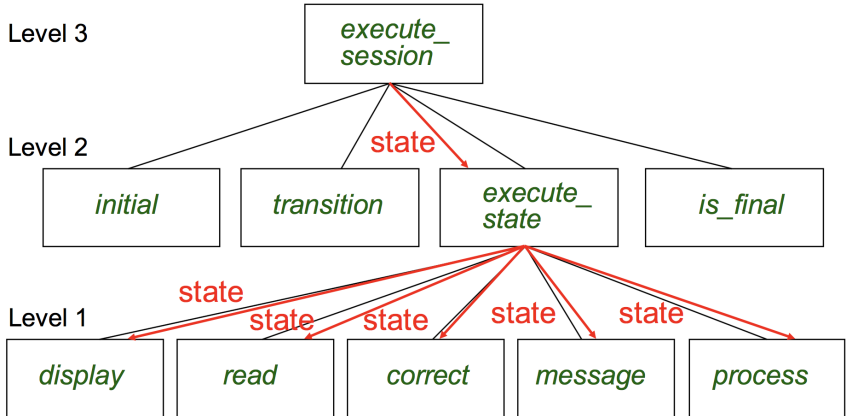 Level 3
execute_
session
state
Level 2
initial
transition
execute_
state
is_final
state
state
state
state
state
Level 1
display
read
correct
message
process